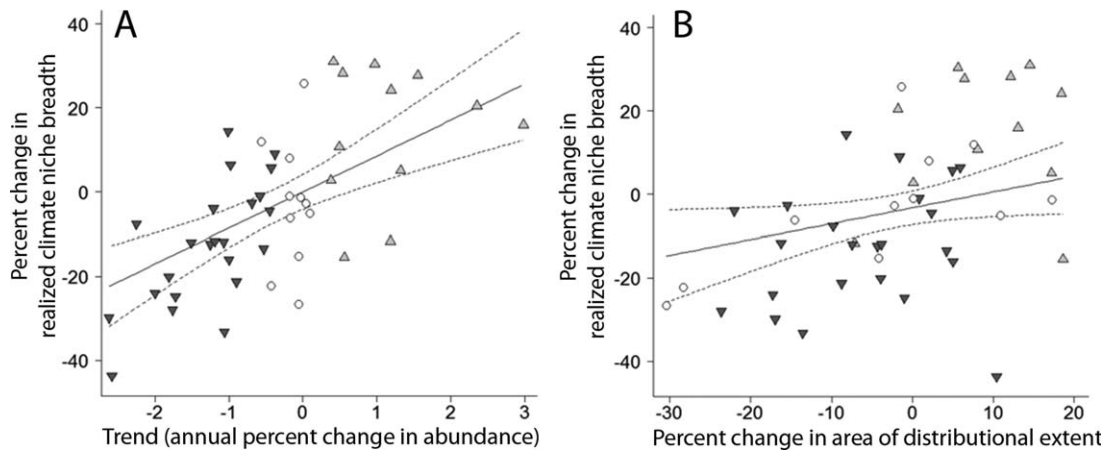 A
Percent change in
realized climate niche breadth
40
20
0
-20
-40
-2
-1
0
1
2
3
Trend (annual percent change in abundance)
B
Percent change in
realized climate niche breadth
40
20
0
-20
-40
-30
-20
-10
0
10
20
Percent change in area of distributional extent